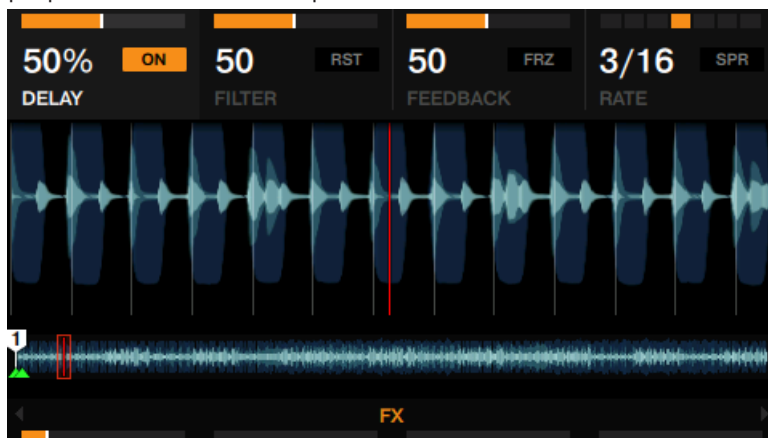 50% ON 50 RST 50 FRZ 3/16 SPR
DELAY FILTER FEEDBACK RATE
1
FX